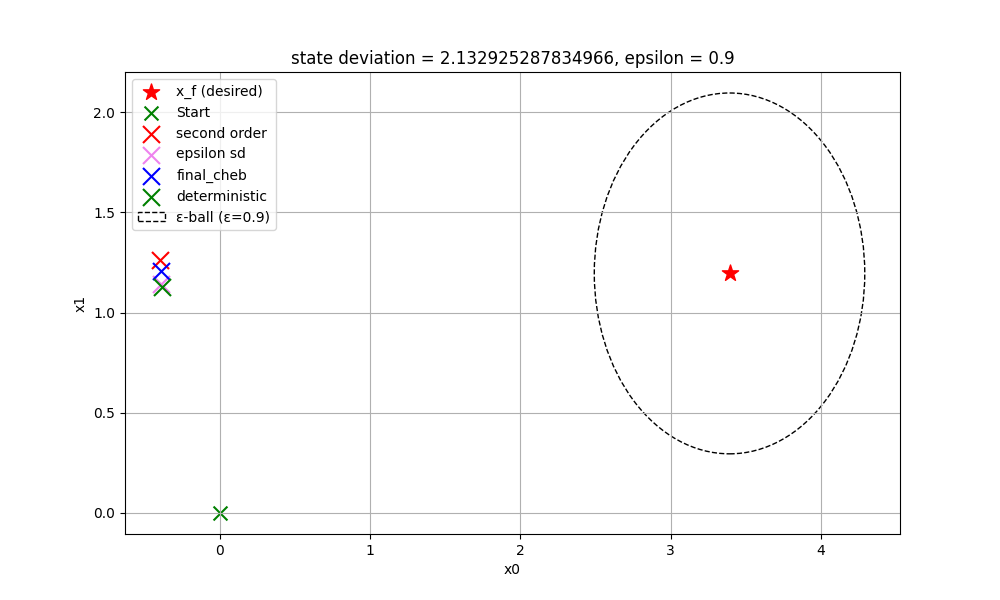 state deviation = 2.132925287834966, epsilon = 0.9
x_f (desired)
Start
second order
epsilon sd
final_cheb
deterministic
ε-ball (ε=0.9)
2.0
1.5
1.0
0.5
0.0
x1
0 1 2 3 4
x0